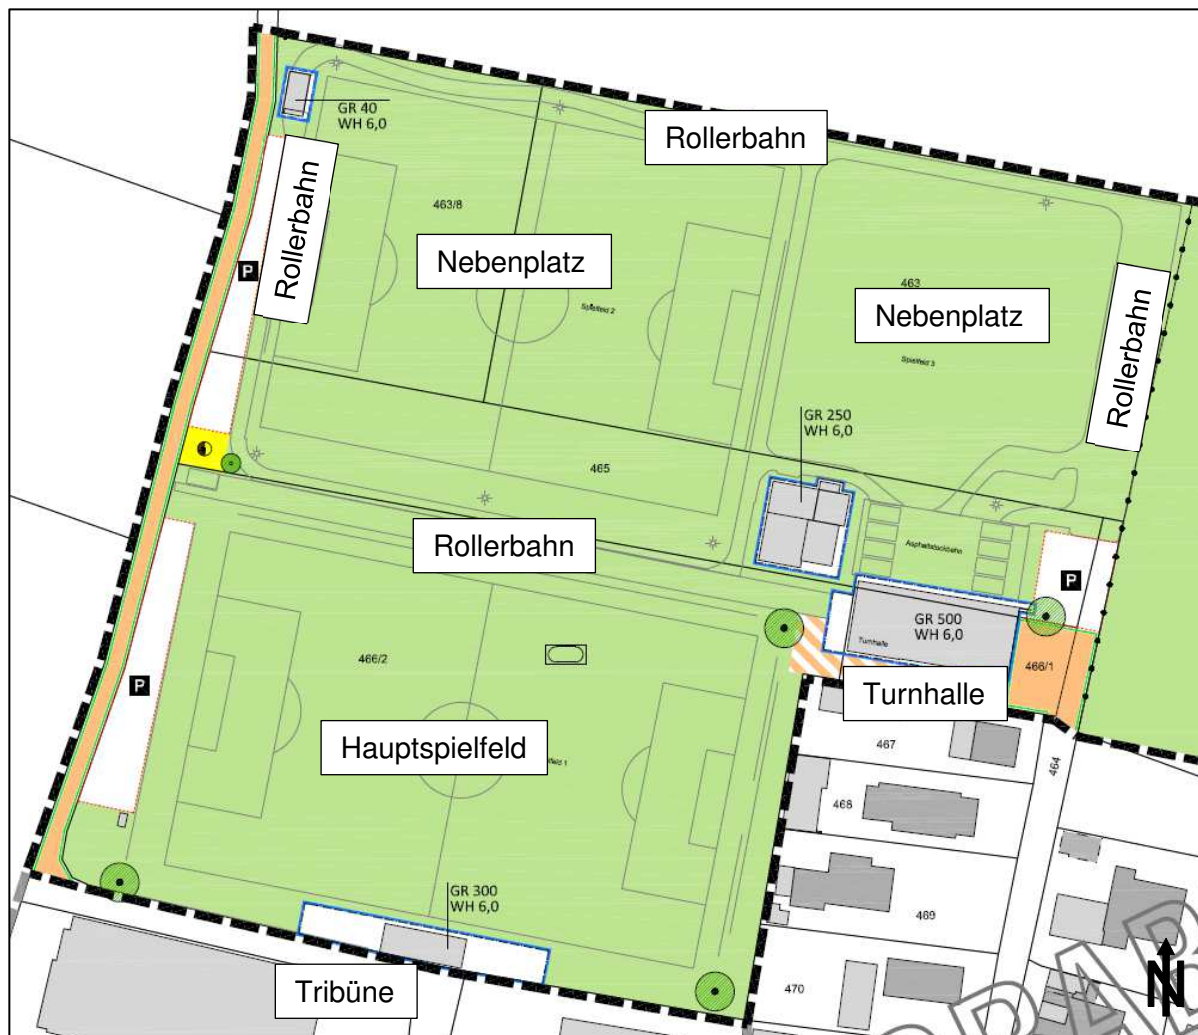 GR 40
WH 6,0
Rollerbahn
Rollerbahn
463/8
Nebenplatz
463
Nebenplatz
Rollerbahn
P
Spielfeld 2
Spielfeld 3
GR 250
WH 6,0
465
Rollerbahn
Asphaltstockbahn
P
GR 500
WH 6,0
Turnhalle
466/2
466/1
P
Turnhalle
Hauptspielfeld
467
464
468
GR 300
WH 6,0
469
Tribüne
470
N